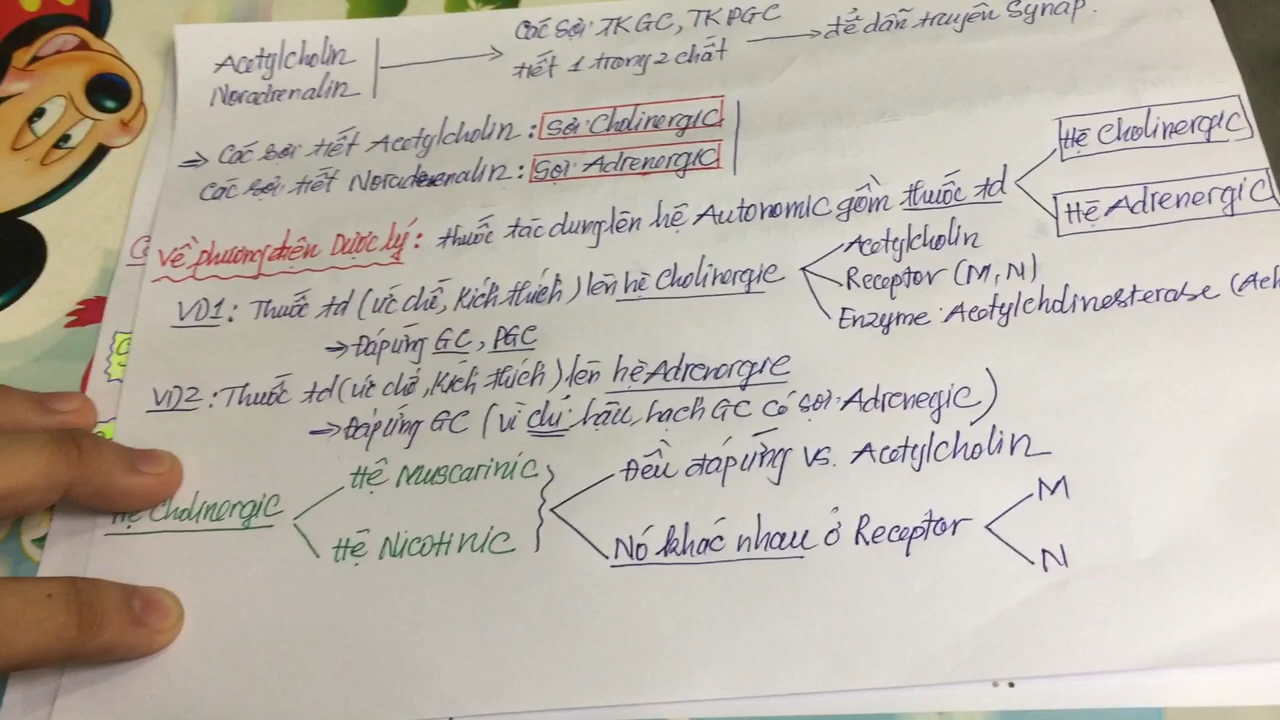 Các sợi TKGC, TKPGC
Acetylcholin
Noradrenalin
tiết 1 trong 2 chất
để dẫn truyền Synap.
=> Các sợi tiết Acetylcholin : Sợi Cholinergic
Các sợi tiết Noradrenalin : Sợi Adrenergic
Về phương diện Dược lý : thuốc tác dụng lên hệ Autonomic gồm thuốc td
Hệ Cholinergic
Hệ Adrenergic
VD1 : Thuốc td (ức chế, kích thích) lên hệ Cholinergic
Acetylcholin
Receptor (M, N)
Enzyme : Acetylcholinesterase (AcH
→ Đáp ứng GC, PGC
VD2 : Thuốc td (ức chế, kích thích) lên hệ Adrenergic
→ Đáp ứng GC (vì chỉ hậu hạch GC có sợi Adrenegic)
Hệ Cholinergic
Hệ Muscarinic
Hệ Nicotinic
Đều đáp ứng vs. Acetylcholin
Nó khác nhau ở Receptor
M
N